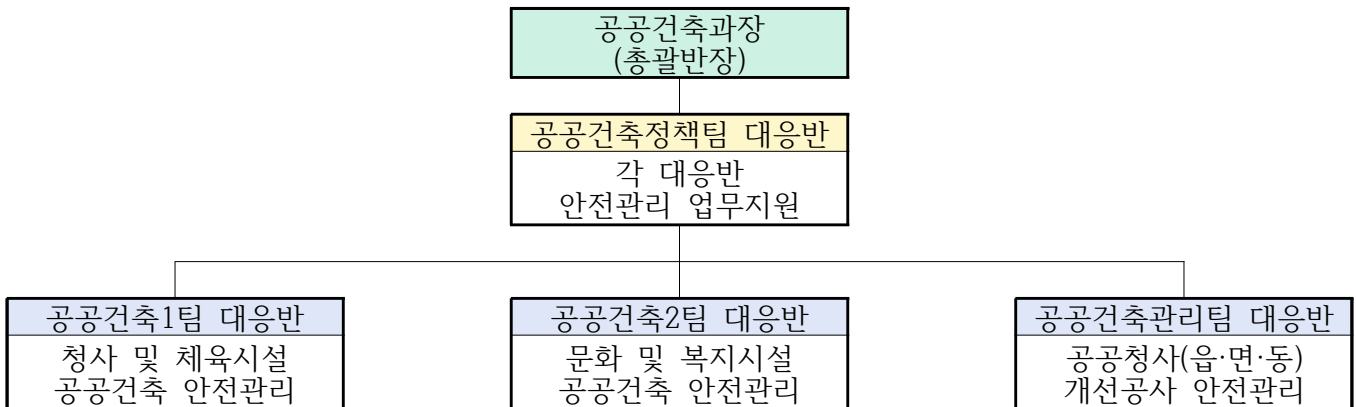 공공건축과장
(총괄반장)
공공건축정책팀 대응반
각 대응반
안전관리 업무지원
공공건축1팀 대응반
청사 및 체육시설
공공건축 안전관리
공공건축2팀 대응반
문화 및 복지시설
공공건축 안전관리
공공건축관리팀 대응반
공공청사(읍·면·동)
개선공사 안전관리